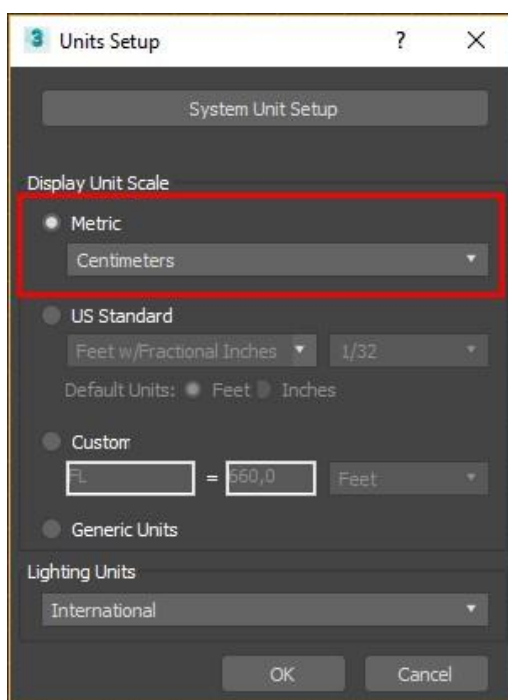 3 Units Setup ? ×
System Unit Setup
Display Unit Scale
Metric
Centimeters
US Standard
Feet w/Fractional Inches 1/32
Default Units: Feet Inches
Custom
FL = 660,0 Feet
Generic Units
Lighting Units
International
OK Cancel